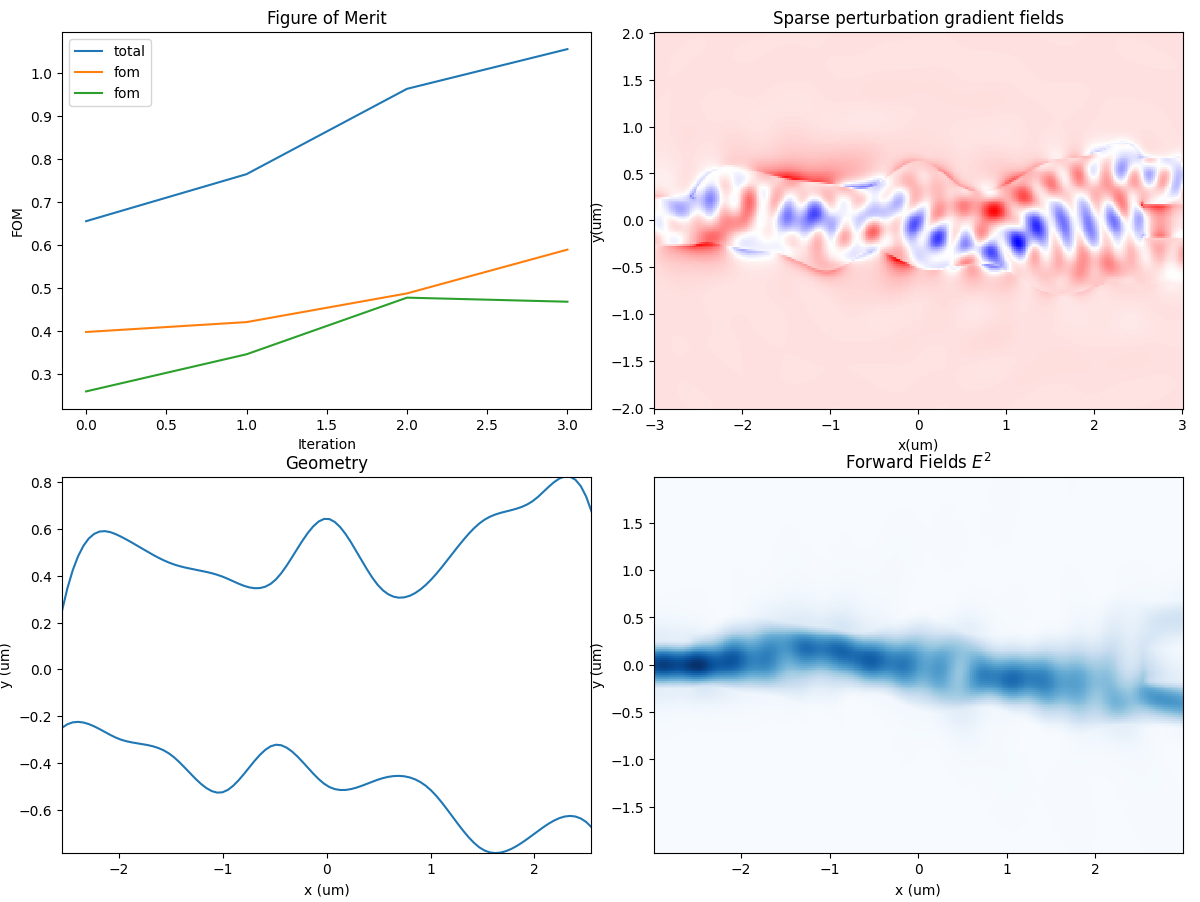 Figure of Merit
total
fom
fom
1.0
0.9
0.8
0.7
0.6
0.5
0.4
0.3
FOM
0.0 0.5 1.0 1.5 2.0 2.5 3.0
Iteration
Sparse perturbation gradient fields
2.0
1.5
1.0
0.5
0.0
−0.5
−1.0
−1.5
−2.0
y(um)
−3 −2 −1 0 1 2 3
x(um)
Geometry
0.8
0.6
0.4
0.2
0.0
−0.2
−0.4
−0.6
y (um)
−2 −1 0 1 2
x (um)
Forward Fields E²
1.5
1.0
0.5
0.0
−0.5
−1.0
−1.5
y (um)
−2 −1 0 1 2
x (um)